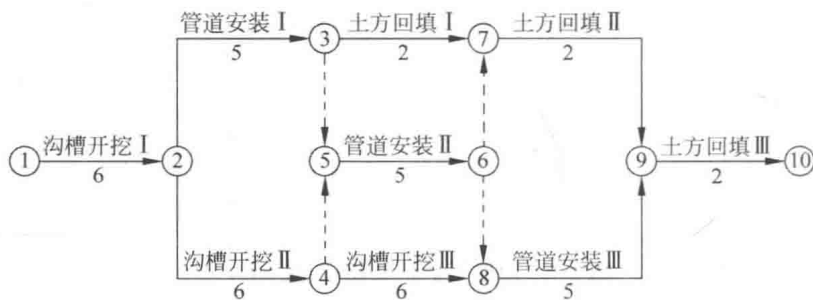 管道安装Ⅰ ③ 土方回填Ⅰ ⑦ 土方回填Ⅱ
5 2 2
① 沟槽开挖Ⅰ ② ⑤ 管道安装Ⅱ ⑥ ⑨ 土方回填Ⅲ ⑩
6 5 2
沟槽开挖Ⅱ ④ 沟槽开挖Ⅲ ⑧ 管道安装Ⅲ
6 6 5